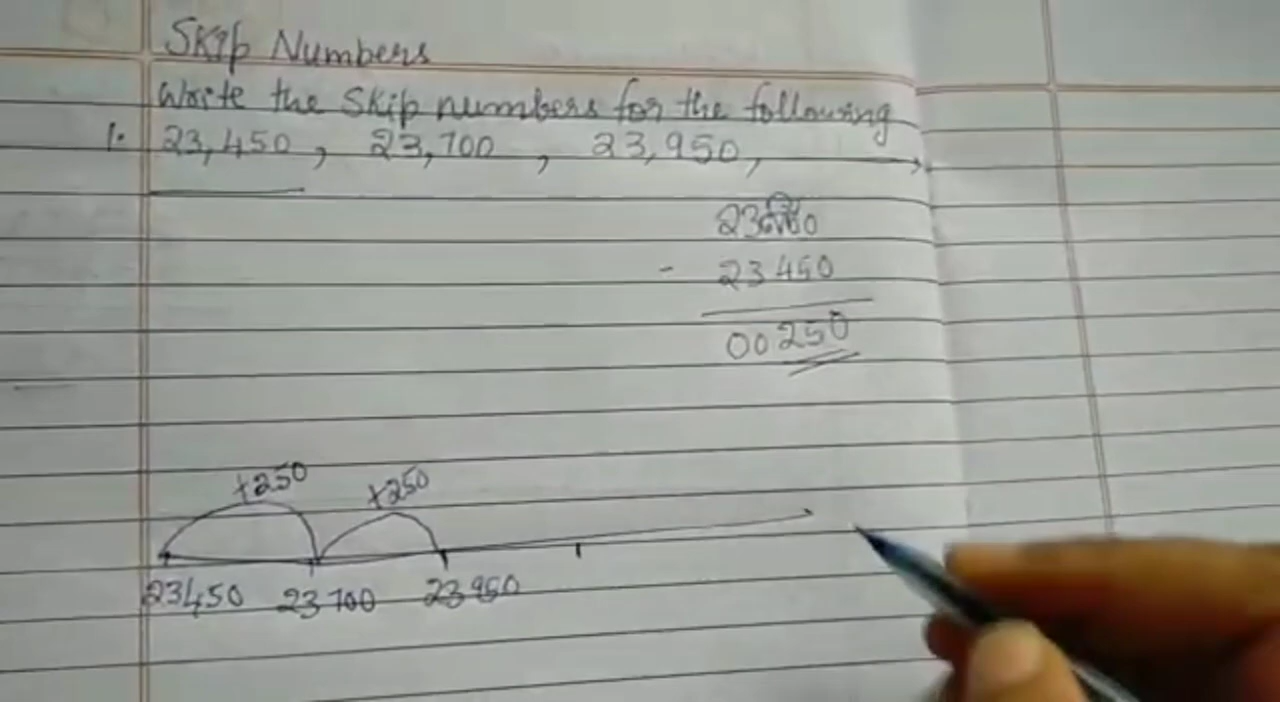 Skip Numbers
Write the skip numbers for the following
1. 23,450 , 23,700 , 23,950,
- 23450
00250
+250 +250
23450 23700 23950